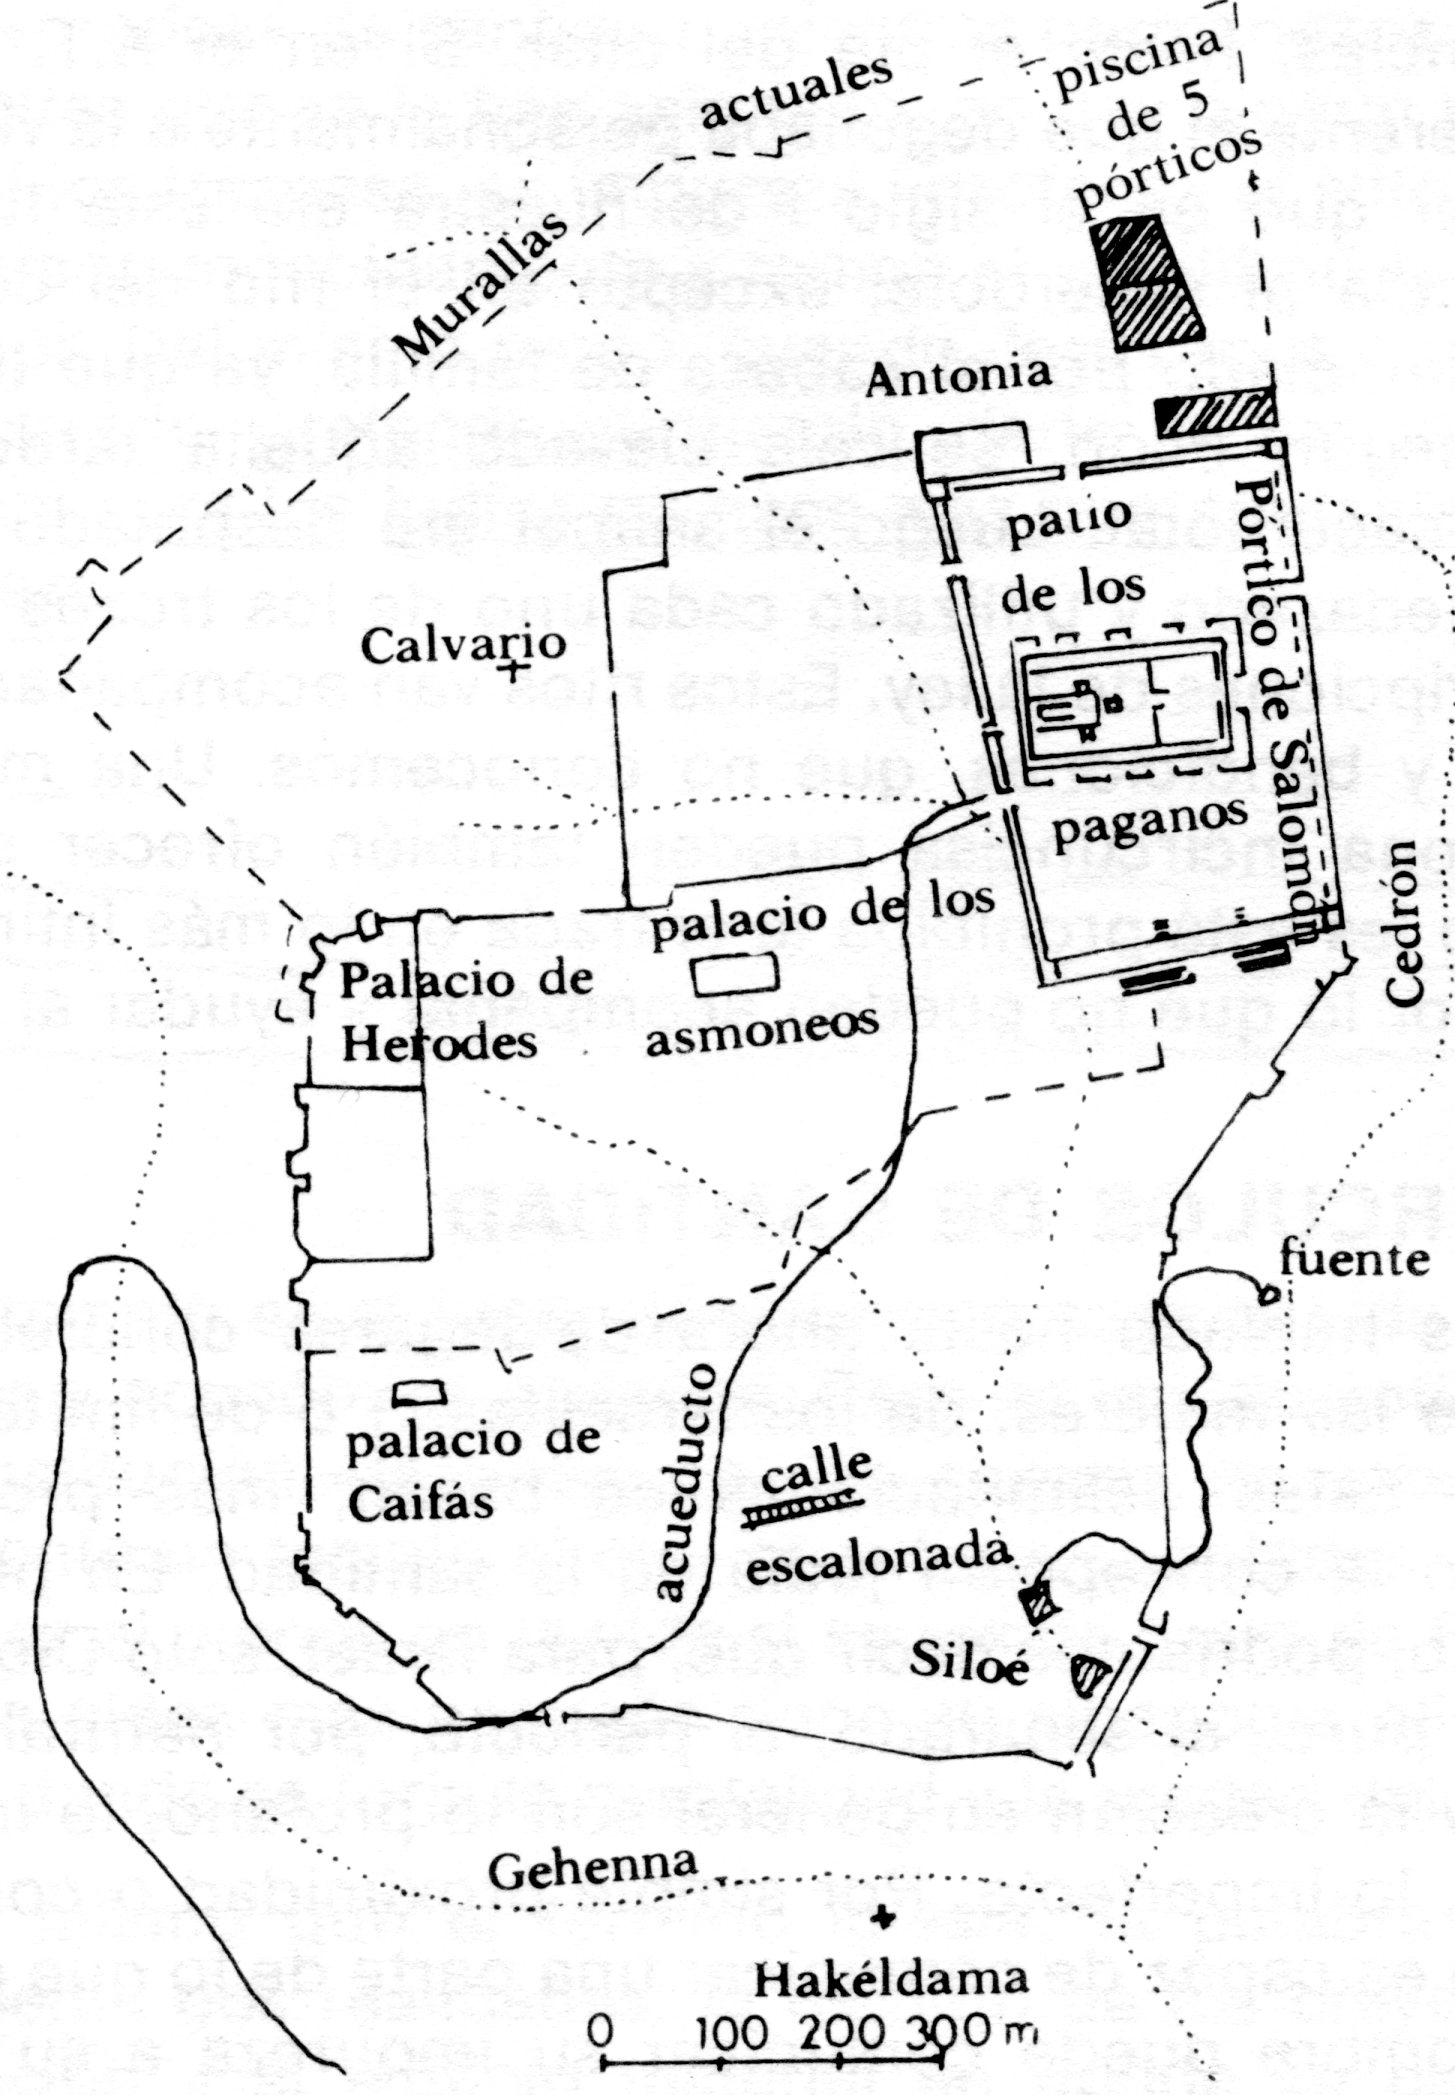 piscina
de 5
pórticos
actuales
Murallas
Antonia
patio
de los
paganos
Pórtico de Salomón
Calvario
Cedrón
palacio de los
asmoneos
Palacio de
Herodes
fuente
palacio de
Caifás
acueducto
calle
escalonada
Siloé
Gehenna
Hakéldama
0 100 200 300 m